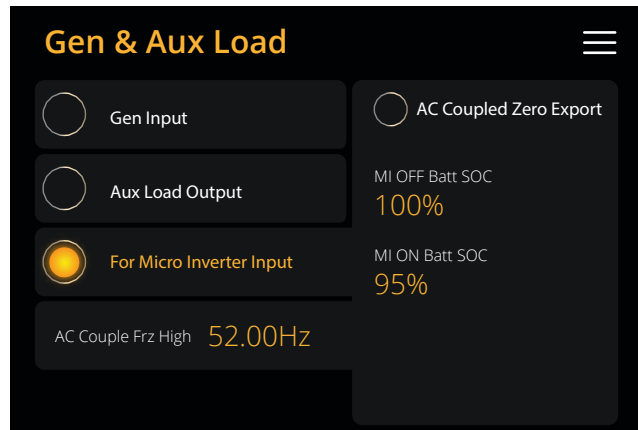 Gen & Aux Load
Gen Input
Aux Load Output
For Micro Inverter Input
AC Couple Frz High 52.00Hz
AC Coupled Zero Export
MI OFF Batt SOC
100%
MI ON Batt SOC
95%